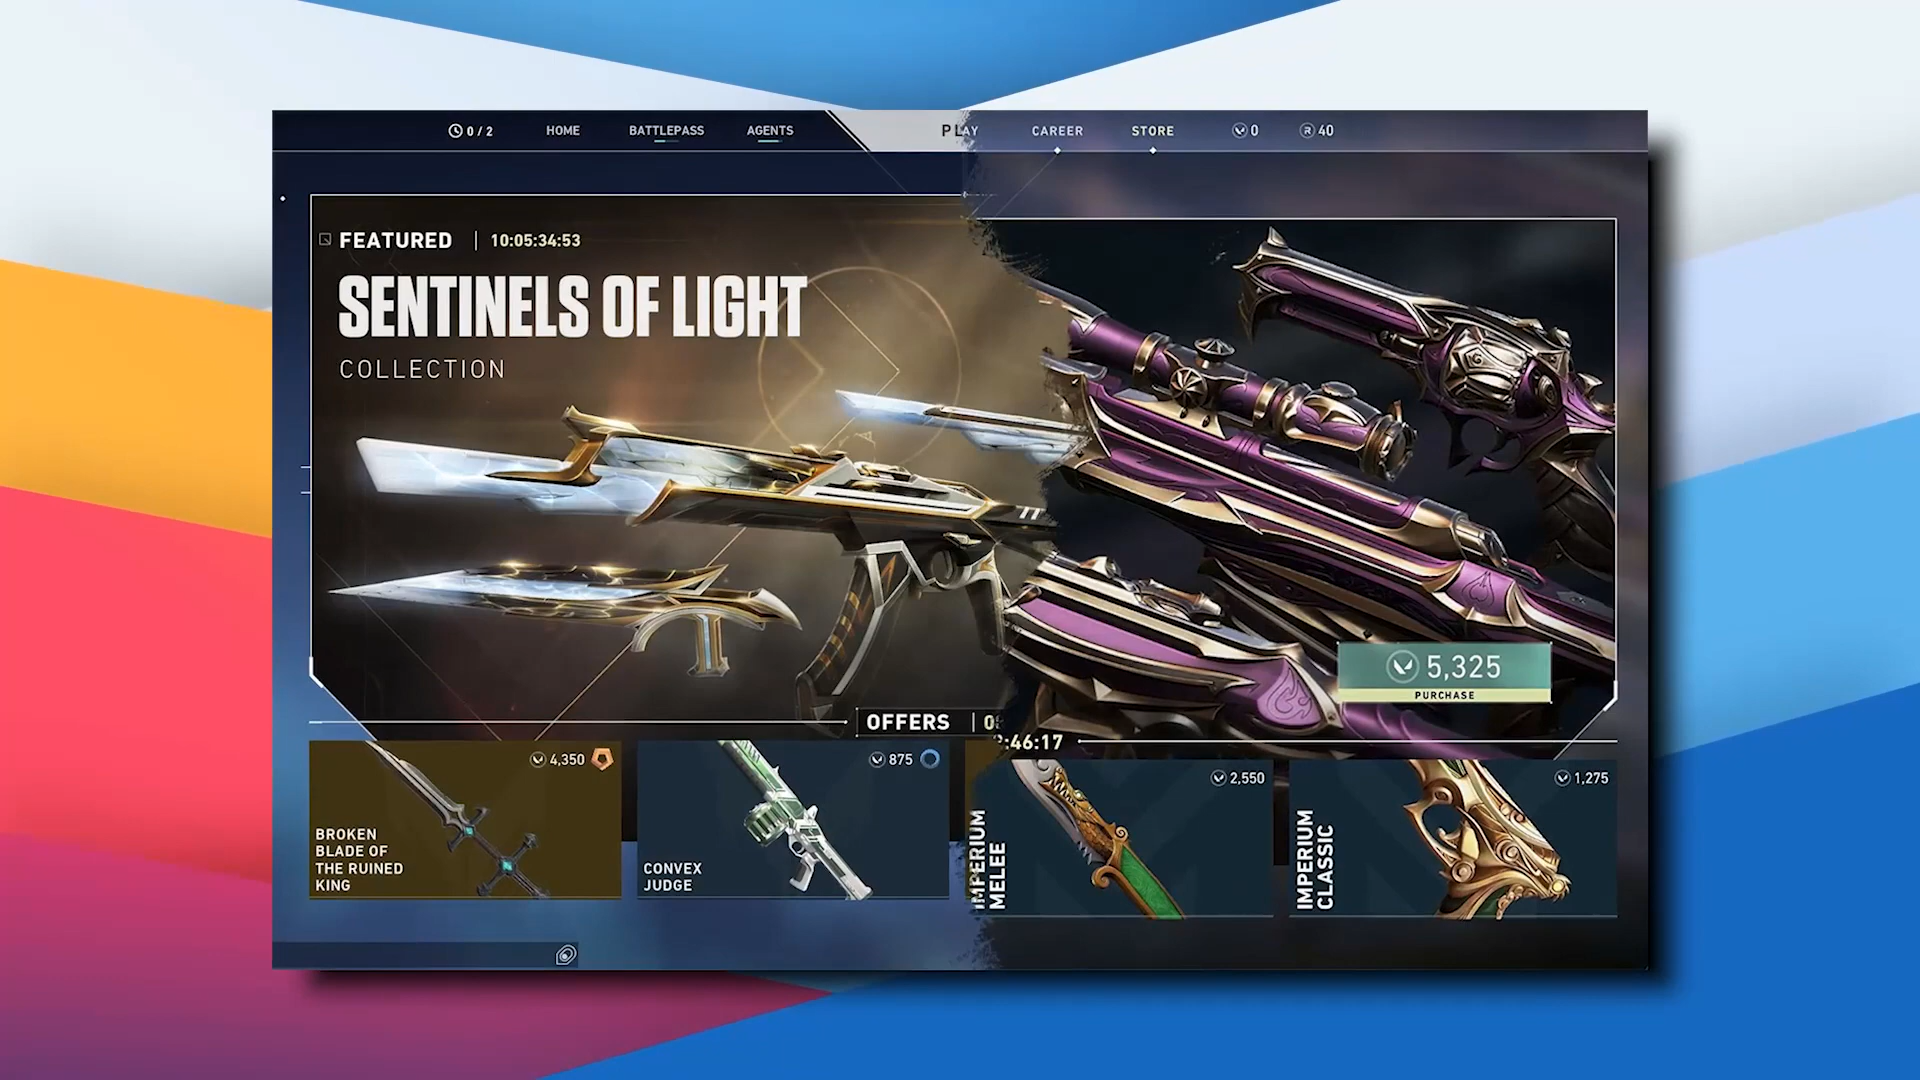 0 / 2
HOME
BATTLEPASS
AGENTS
PLAY
CAREER
STORE
0
R 40
FEATURED | 10:05:34:53
SENTINELS OF LIGHT
COLLECTION
5,325
PURCHASE
OFFERS
:46:17
4,350
BROKEN
BLADE OF
THE RUINED
KING
875
CONVEX
JUDGE
2,550
IMPERIUM
MELEE
1,275
IMPERIUM
CLASSIC